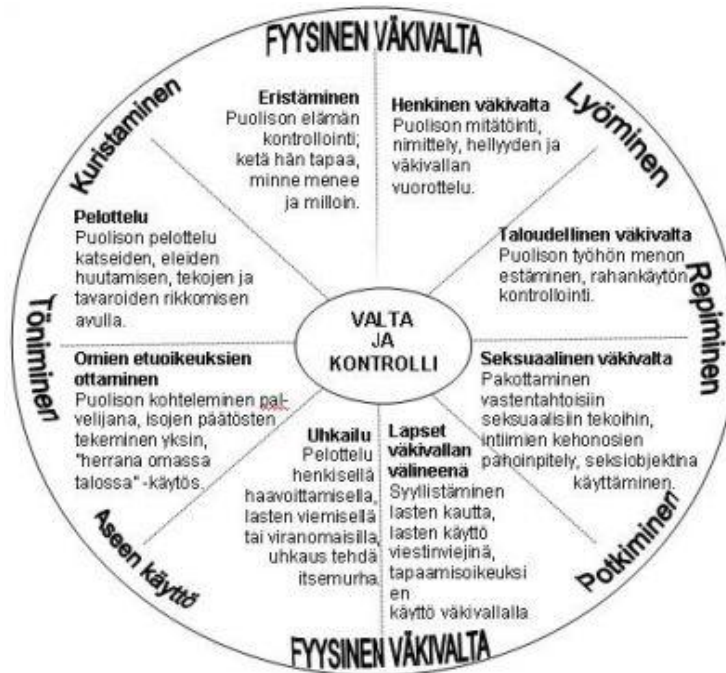 FYYSINEN VÄKIVALTA
Kuristaminen
Lyöminen
Eristäminen
Puolison elämän
kontrollointi;
ketä hän tapaa,
minne menee
ja milloin.
Henkinen väkivalta
Puolison mitätöinti,
nimittely, hellyyden ja
väkivallan
vuorottelu.
Pelottelu
Puolison pelottelu
katseiden, eleiden
huutamisen, tekojen ja
tavaroiden rikkomisen
avulla.
Taloudellinen väkivalta
Puolison työhön menon
estäminen, rahankäytön
kontrollointi.
Töniminen
Repiminen
VALTA
JA
KONTROLLI
Omien etuoikeuksien
ottaminen
Puolison kohteleminen pal-
velijana, isojen päätösten
tekeminen yksin,
"herrana omassa
talossa" -käytös.
Seksuaalinen väkivalta
Pakottaminen
vastentahtoisiin
seksuaalisiin tekoihin,
intiimien kehonosien
pahoinpitely, seksiobjektina
käyttäminen.
Uhkailu
Pelottelu
henkisellä
haavoittamisella,
lasten viemisellä
tai viranomaisilla,
uhkaus tehdä
itsemurha.
Lapset
väkivallan
välineenä
Syyllistäminen
lasten kautta,
lasten käyttö
viestinviejinä,
tapaamisoikeuksi
en
käyttö väkivallalla
Aseen käyttö
Potkiminen
FYYSINEN VÄKIVALTA